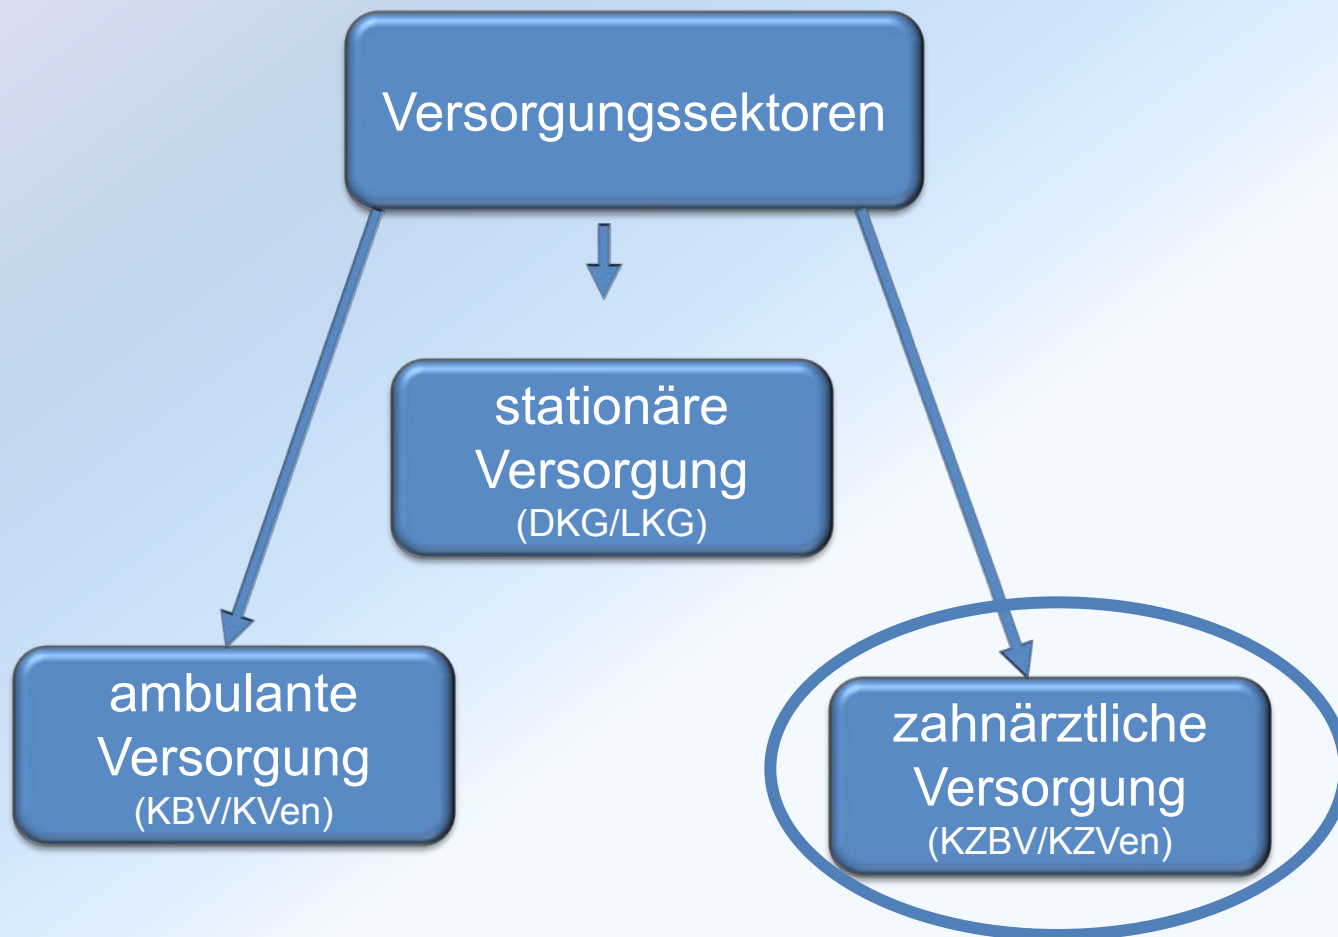 Versorgungssektoren
stationäre
Versorgung
(DKG/LKG)
ambulante
Versorgung
(KBV/KVen)
zahnärztliche
Versorgung
(KZBV/KZVen)